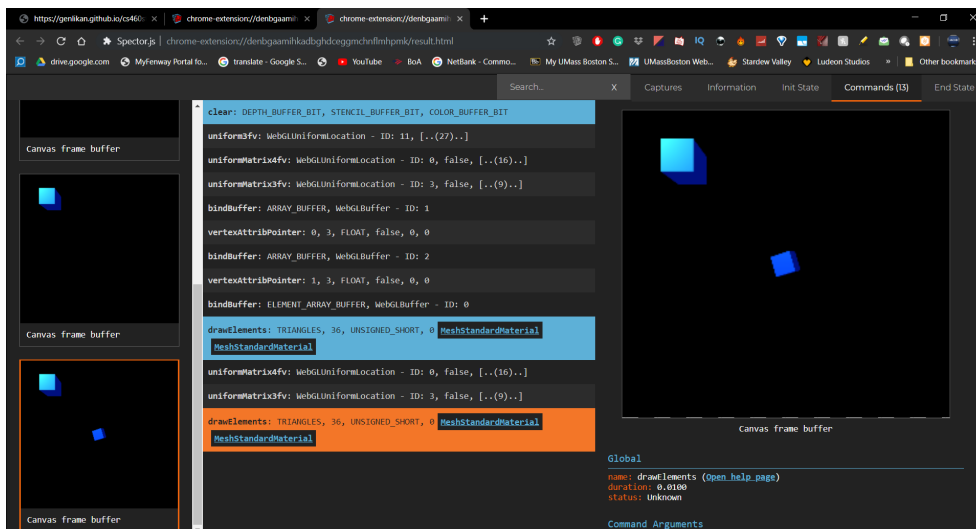 https://genlikan.github.io/cs460s
chrome-extension://denbgaamih
chrome-extension://denbgaamih
Spector.js | chrome-extension://denbgaamihkadbghdceggmchnflmhpmk/result.html
drive.google.com MyFenway Portal fo... translate - Google S... YouTube BoA NetBank - Commo... My UMass Boston S... UMassBoston Web... Stardew Valley Ludeon Studios » Other bookmark
Search... X Captures Information Init State Commands (13) End State
Canvas frame buffer
Canvas frame buffer
Canvas frame buffer
clear: DEPTH_BUFFER_BIT, STENCIL_BUFFER_BIT, COLOR_BUFFER_BIT
uniform3fv: WebGLUniformLocation - ID: 11, [..(27)..]
uniformMatrix4fv: WebGLUniformLocation - ID: 0, false, [..(16)..]
uniformMatrix3fv: WebGLUniformLocation - ID: 3, false, [..(9)..]
bindBuffer: ARRAY_BUFFER, WebGLBuffer - ID: 1
vertexAttribPointer: 0, 3, FLOAT, false, 0, 0
bindBuffer: ARRAY_BUFFER, WebGLBuffer - ID: 2
vertexAttribPointer: 1, 3, FLOAT, false, 0, 0
bindBuffer: ELEMENT_ARRAY_BUFFER, WebGLBuffer - ID: 0
drawElements: TRIANGLES, 36, UNSIGNED_SHORT, 0 MeshStandardMaterial
MeshStandardMaterial
uniformMatrix4fv: WebGLUniformLocation - ID: 0, false, [..(16)..]
uniformMatrix3fv: WebGLUniformLocation - ID: 3, false, [..(9)..]
drawElements: TRIANGLES, 36, UNSIGNED_SHORT, 0 MeshStandardMaterial
MeshStandardMaterial
Canvas frame buffer
Global
name: drawElements (Open help page)
duration: 0.0100
status: Unknown
Command Arguments